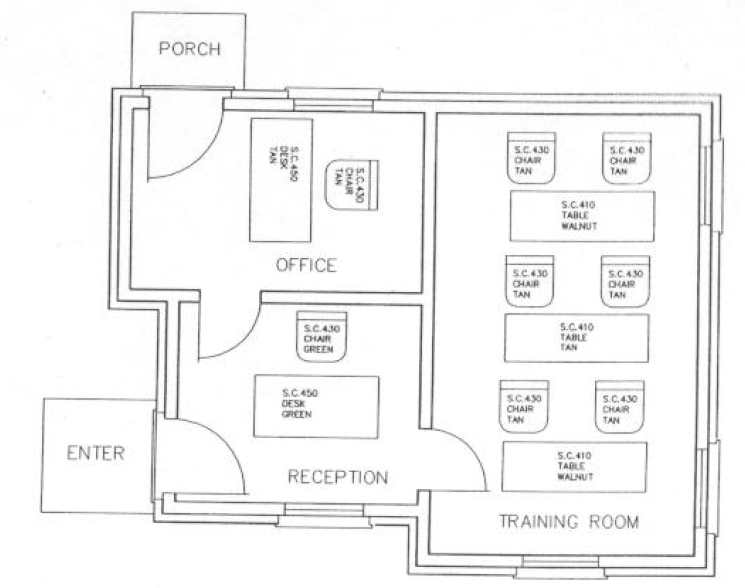 PORCH
S.C.450
DESK
TAN
S.C.430
CHAIR
TAN
OFFICE
S.C.430
CHAIR
TAN
S.C.430
CHAIR
TAN
S.C.410
TABLE
WALNUT
S.C.430
CHAIR
TAN
S.C.430
CHAIR
TAN
S.C.410
TABLE
TAN
S.C.430
CHAIR
TAN
S.C.430
CHAIR
TAN
S.C.410
TABLE
WALNUT
TRAINING ROOM
S.C.430
CHAIR
GREEN
S.C.450
DESK
GREEN
RECEPTION
ENTER